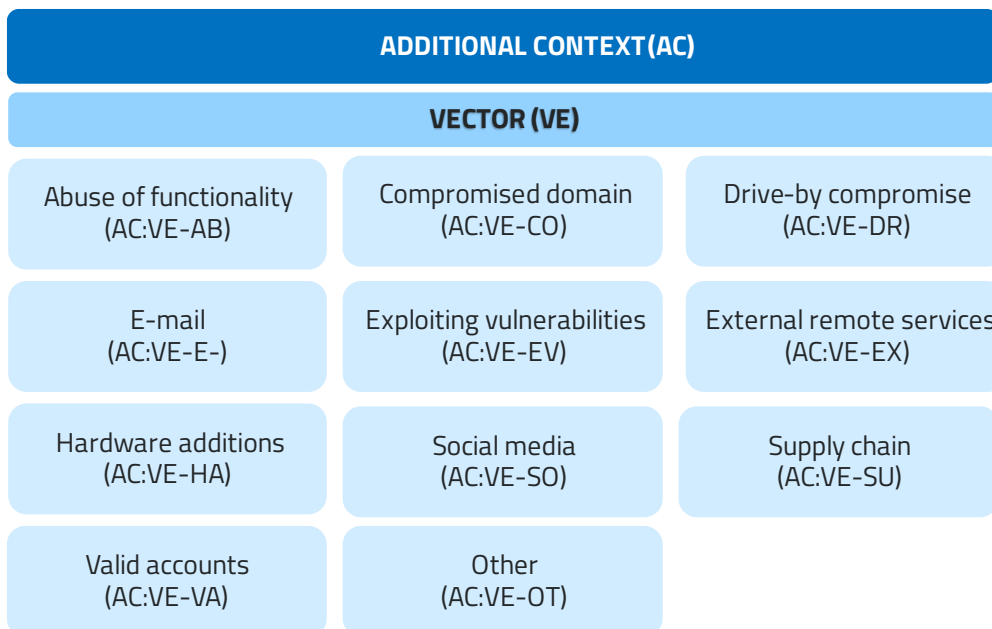 ADDITIONAL CONTEXT (AC)
VECTOR (VE)
Abuse of functionality
(AC:VE-AB)
Compromised domain
(AC:VE-CO)
Drive-by compromise
(AC:VE-DR)
E-mail
(AC:VE-E-)
Exploiting vulnerabilities
(AC:VE-EV)
External remote services
(AC:VE-EX)
Hardware additions
(AC:VE-HA)
Social media
(AC:VE-SO)
Supply chain
(AC:VE-SU)
Valid accounts
(AC:VE-VA)
Other
(AC:VE-OT)